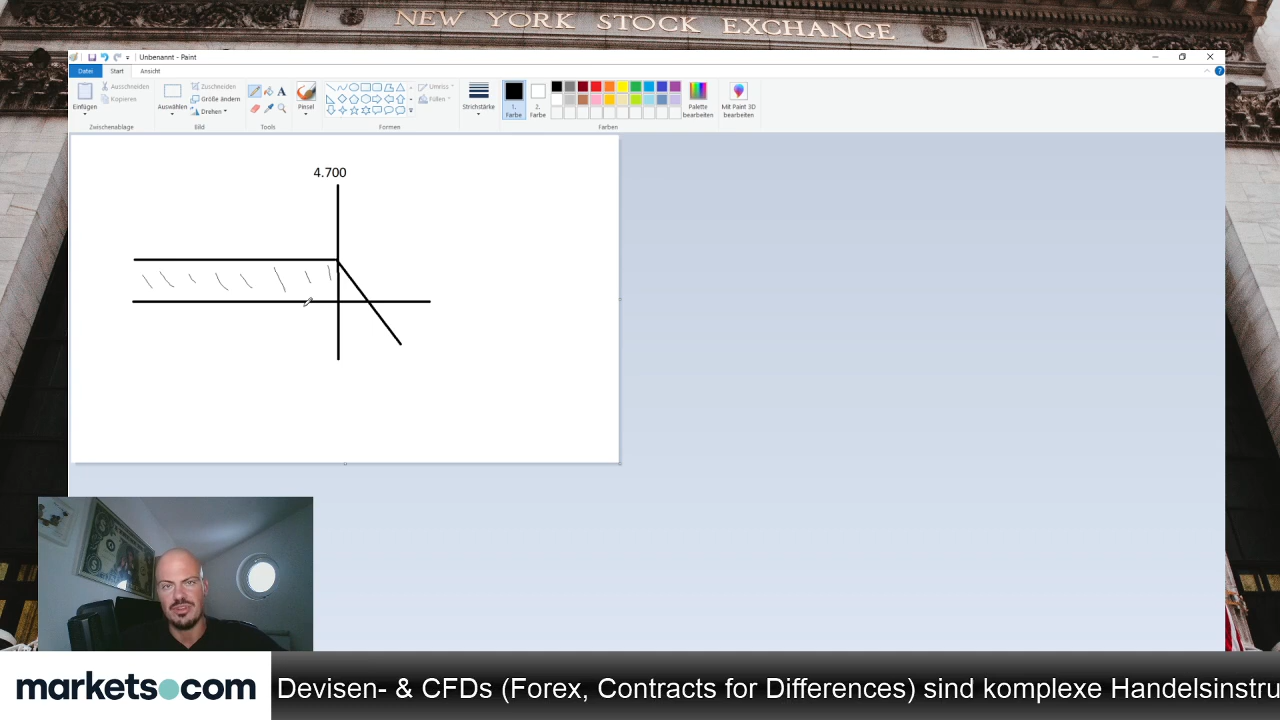 NEW YORK STOCK EXCHANGE
Unbenannt - Paint
Datei Start Ansicht
Einfügen
Ausschneiden
Kopieren
Zwischenablage
Auswählen
Zuschneiden
Größe ändern
Drehen
Bild
Tools
Pinsel
Umriss
Füllen
Formen
Strichstärke
1.
Farbe
2.
Farbe
Palette
bearbeiten
Mit Paint 3D
bearbeiten
Farben
4.700
markets.com
Devisen- & CFDs (Forex, Contracts for Differences) sind komplexe Handelsinstru